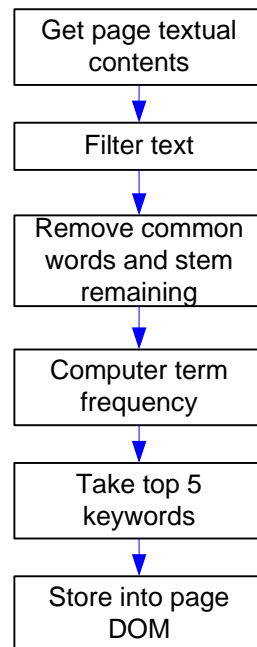 Get page textual
contents
Filter text
Remove common
words and stem
remaining
Computer term
frequency
Take top 5
keywords
Store into page
DOM